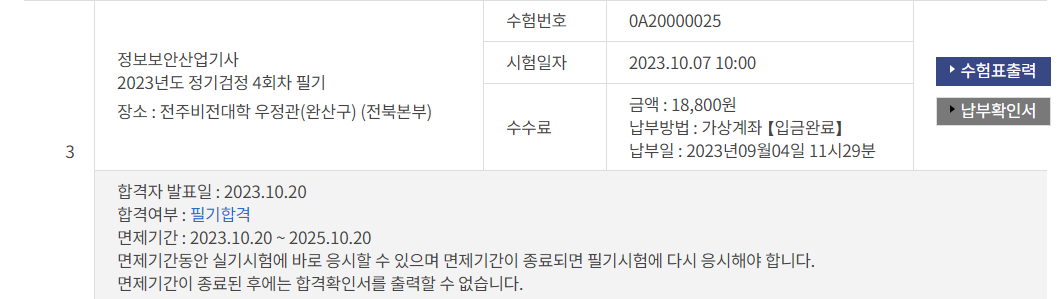 3
정보보안산업기사
2023년도 정기검정 4회차 필기
장소 : 전주비전대학 우정관(완산구) (전북본부)
수험번호
0A20000025
시험일자
2023.10.07 10:00
수수료
금액 : 18,800원
납부방법 : 가상계좌 【입금완료】
납부일 : 2023년09월04일 11시29분
수험표출력
납부확인서
합격자 발표일 : 2023.10.20
합격여부 : 필기합격
면제기간 : 2023.10.20 ~ 2025.10.20
면제기간동안 실기시험에 바로 응시할 수 있으며 면제기간이 종료되면 필기시험에 다시 응시해야 합니다.
면제기간이 종료된 후에는 합격확인서를 출력할 수 없습니다.